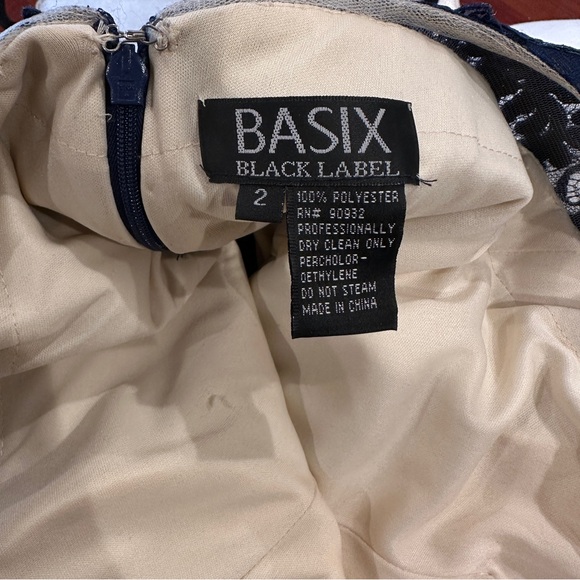 BASIX
BLACK LABEL
2
100% POLYESTER
RN# 90932
PROFESSIONALLY
DRY CLEAN ONLY
PERCHOLOR-
OETHYLENE
DO NOT STEAM
MADE IN CHINA